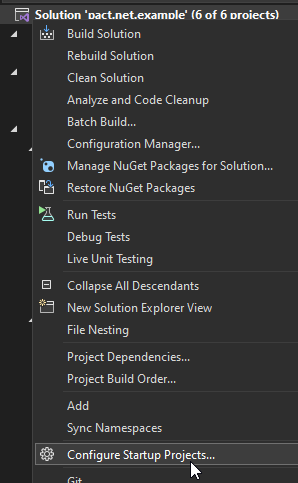 Solution 'pact.net.example' (6 of 6 projects)
Build Solution
Rebuild Solution
Clean Solution
Analyze and Code Cleanup
Batch Build...
Configuration Manager...
Manage NuGet Packages for Solution...
Restore NuGet Packages
Run Tests
Debug Tests
Live Unit Testing
Collapse All Descendants
New Solution Explorer View
File Nesting
Project Dependencies...
Project Build Order...
Add
Sync Namespaces
Configure Startup Projects...
Git